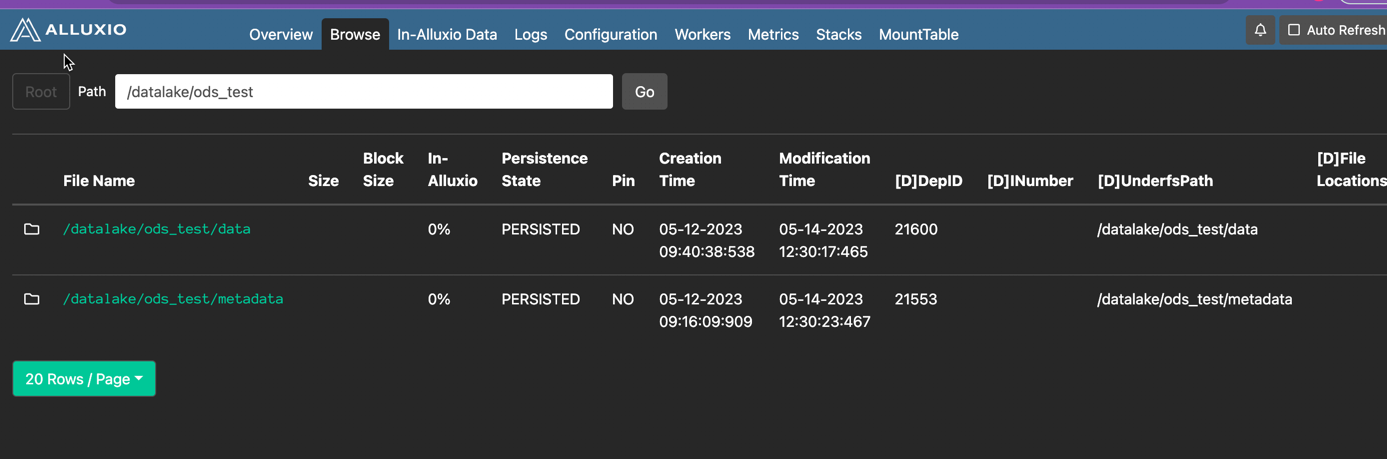 ALLUXIO Overview Browse In-Alluxio Data Logs Configuration Workers Metrics Stacks MountTable Auto Refresh
Root Path /datalake/ods_test Go
File Name Size Block Size In-Alluxio Persistence State Pin Creation Time Modification Time [D]DepID [D]INumber [D]UnderfsPath [D]File Locations
/datalake/ods_test/data 0% PERSISTED NO 05-12-2023 09:40:38:538 05-14-2023 12:30:17:465 21600 /datalake/ods_test/data
/datalake/ods_test/metadata 0% PERSISTED NO 05-12-2023 09:16:09:909 05-14-2023 12:30:23:467 21553 /datalake/ods_test/metadata
20 Rows / Page